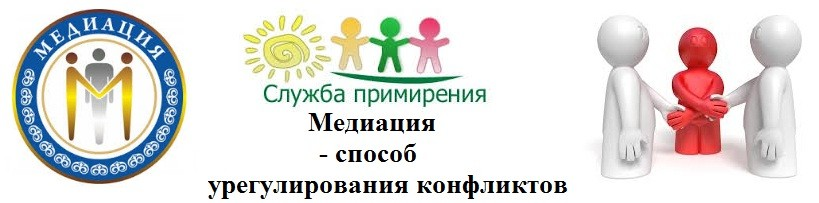 МЕДИАЦИЯ
Служба примирения
Медиация
- способ
урегулирования конфликтов